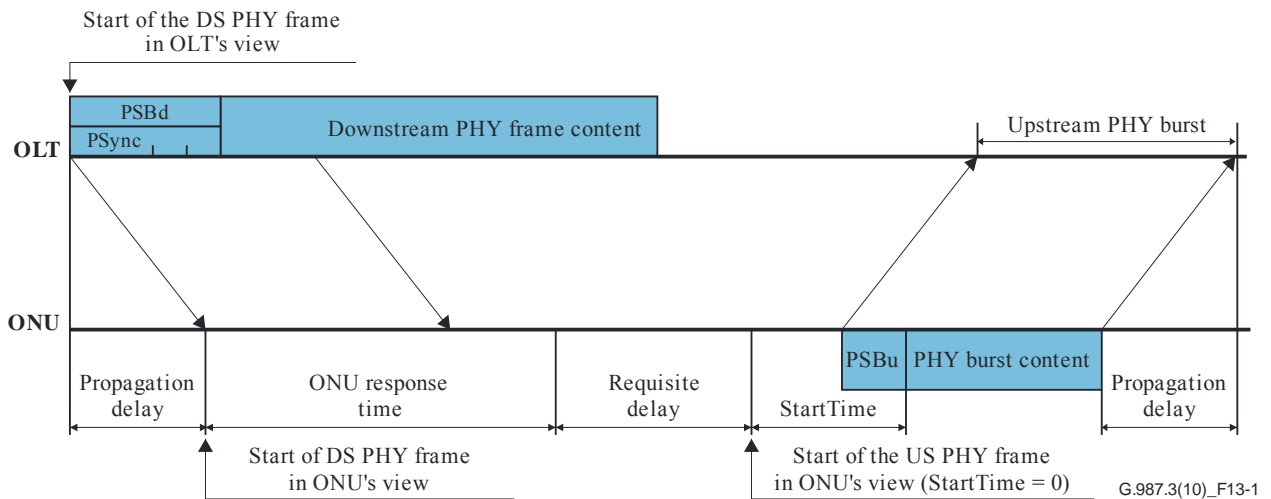 Start of the DS PHY frame
in OLT's view
PSBd
PSync
Downstream PHY frame content
Upstream PHY burst
OLT
ONU
PSBu
PHY burst content
Propagation
delay
ONU response
time
Requisite
delay
StartTime
Propagation
delay
Start of DS PHY frame
in ONU's view
Start of the US PHY frame
in ONU's view (StartTime = 0)
G.987.3(10)_F13-1